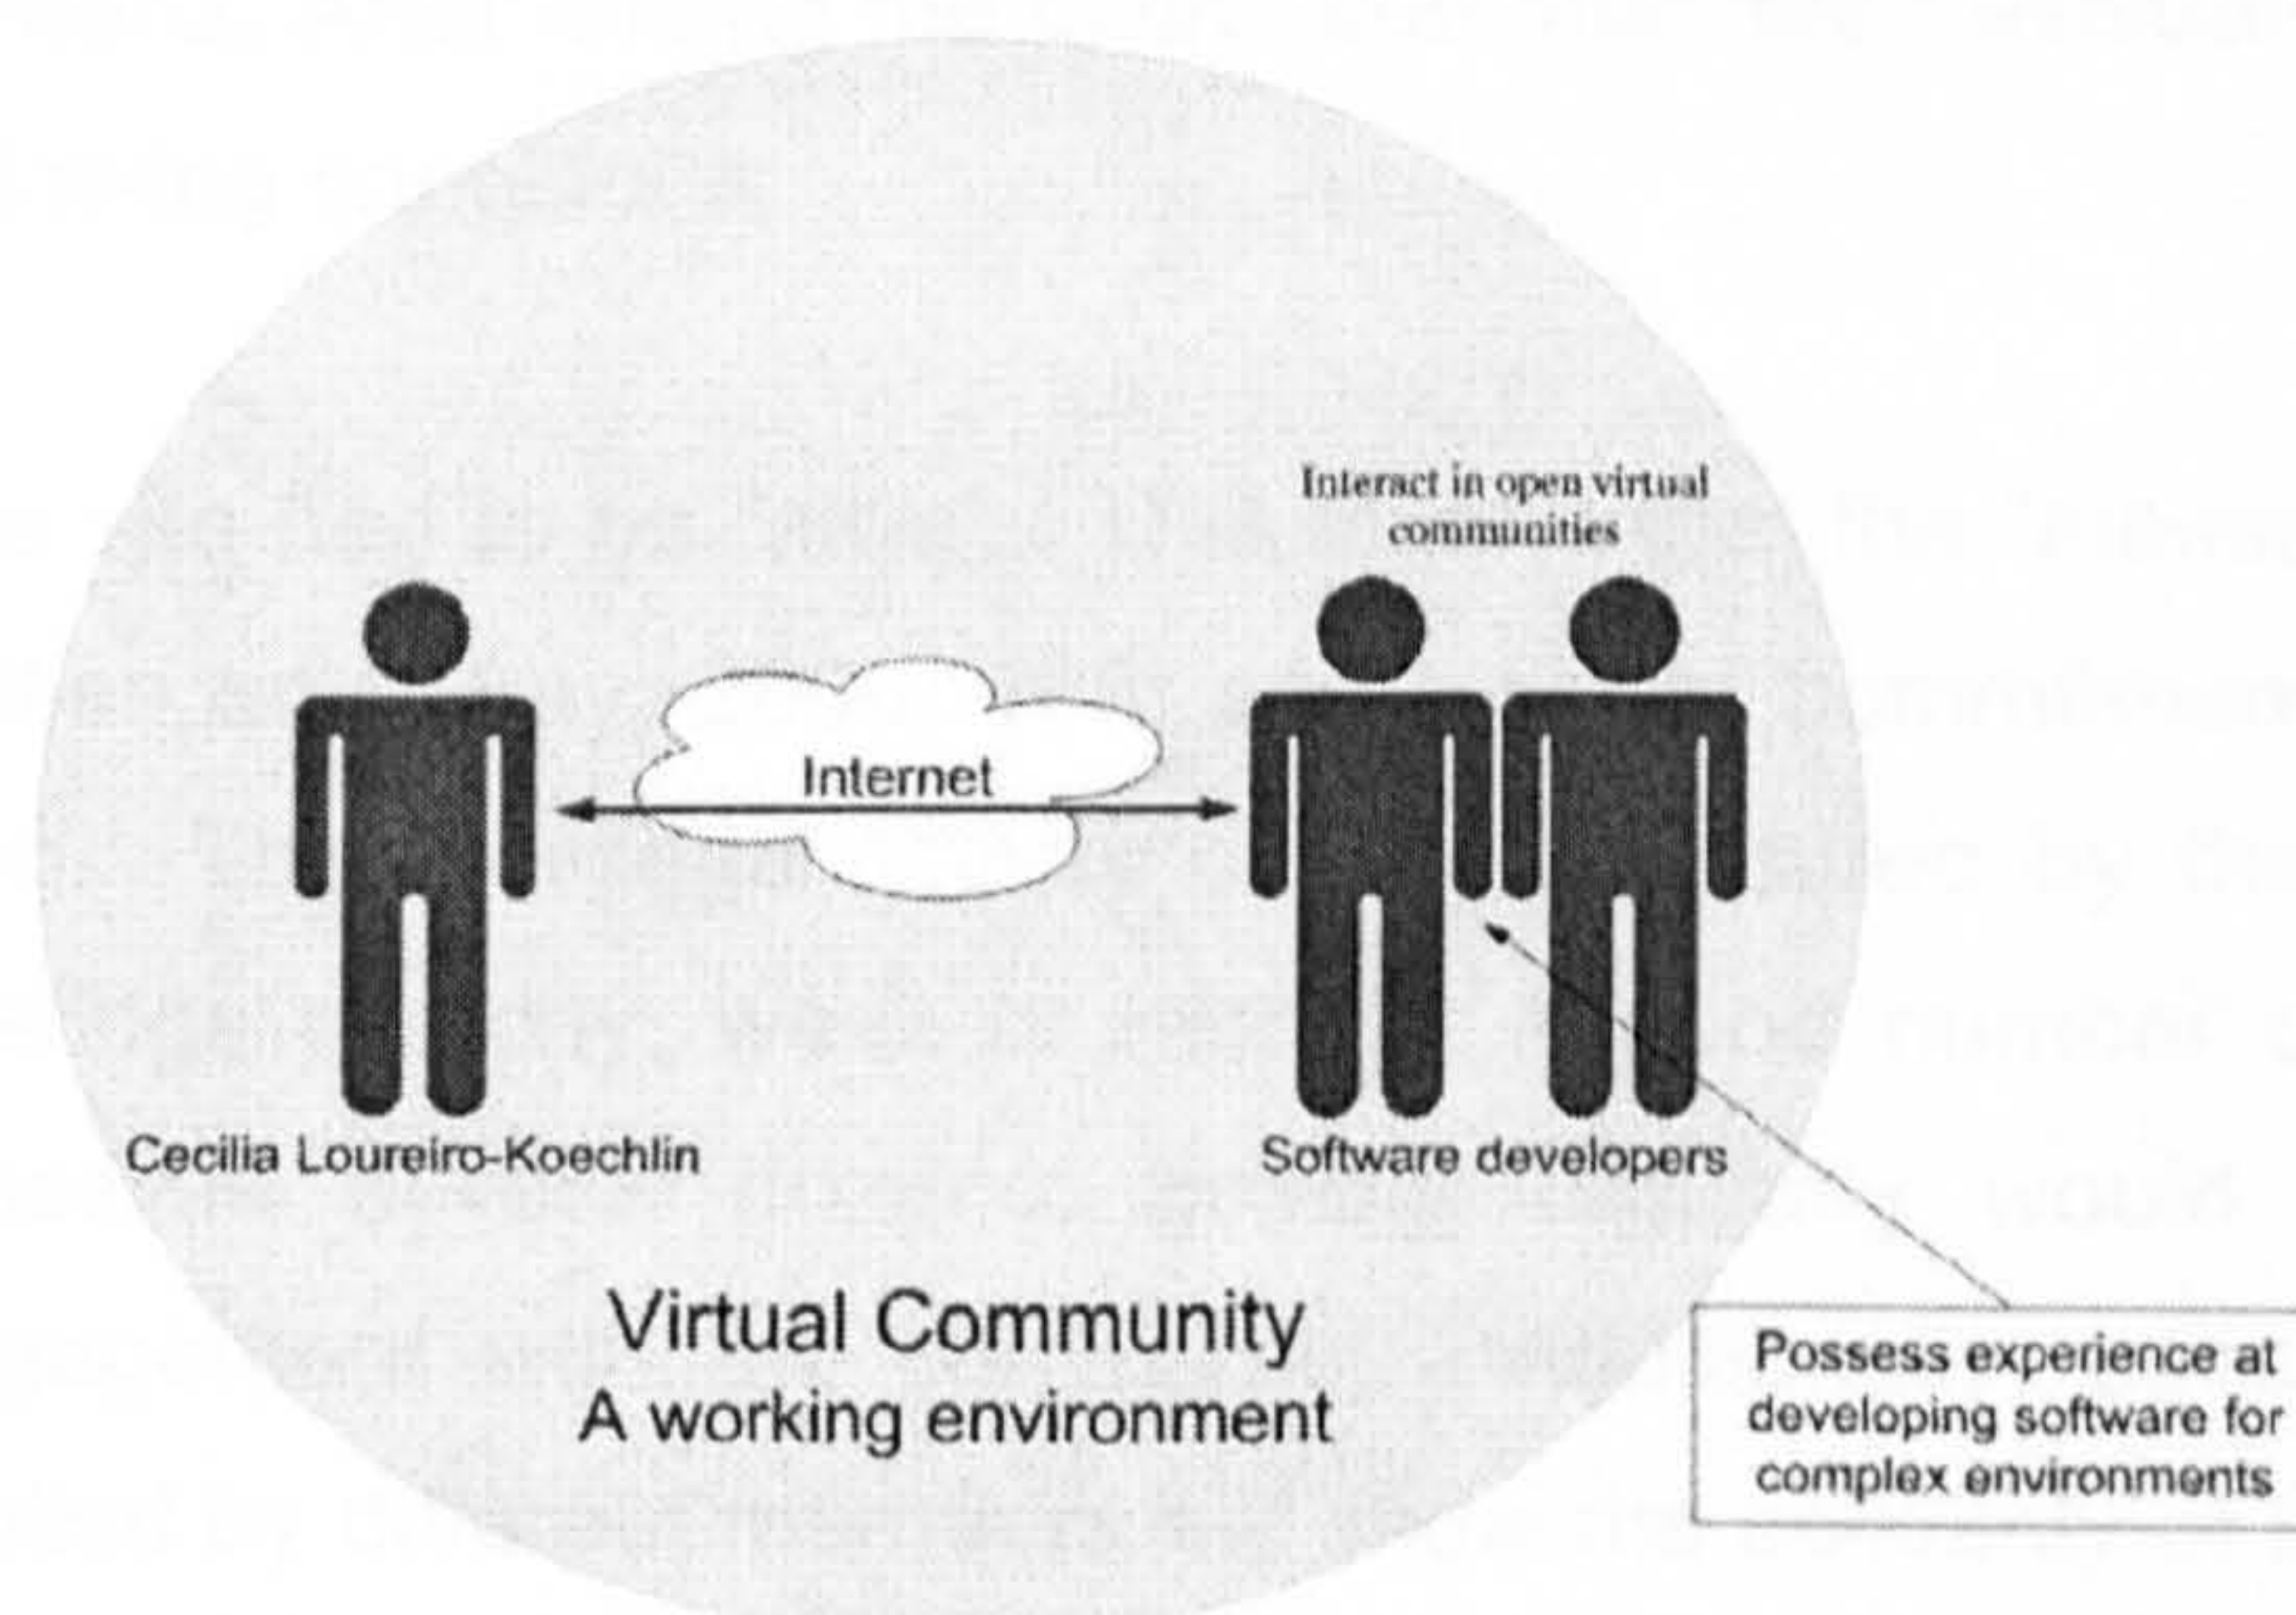 Interact in open virtual
communities
Internet
Cecilia Loureiro-Koechlin
Software developers
Virtual Community
A working environment
Possess experience at
developing software for
complex environments